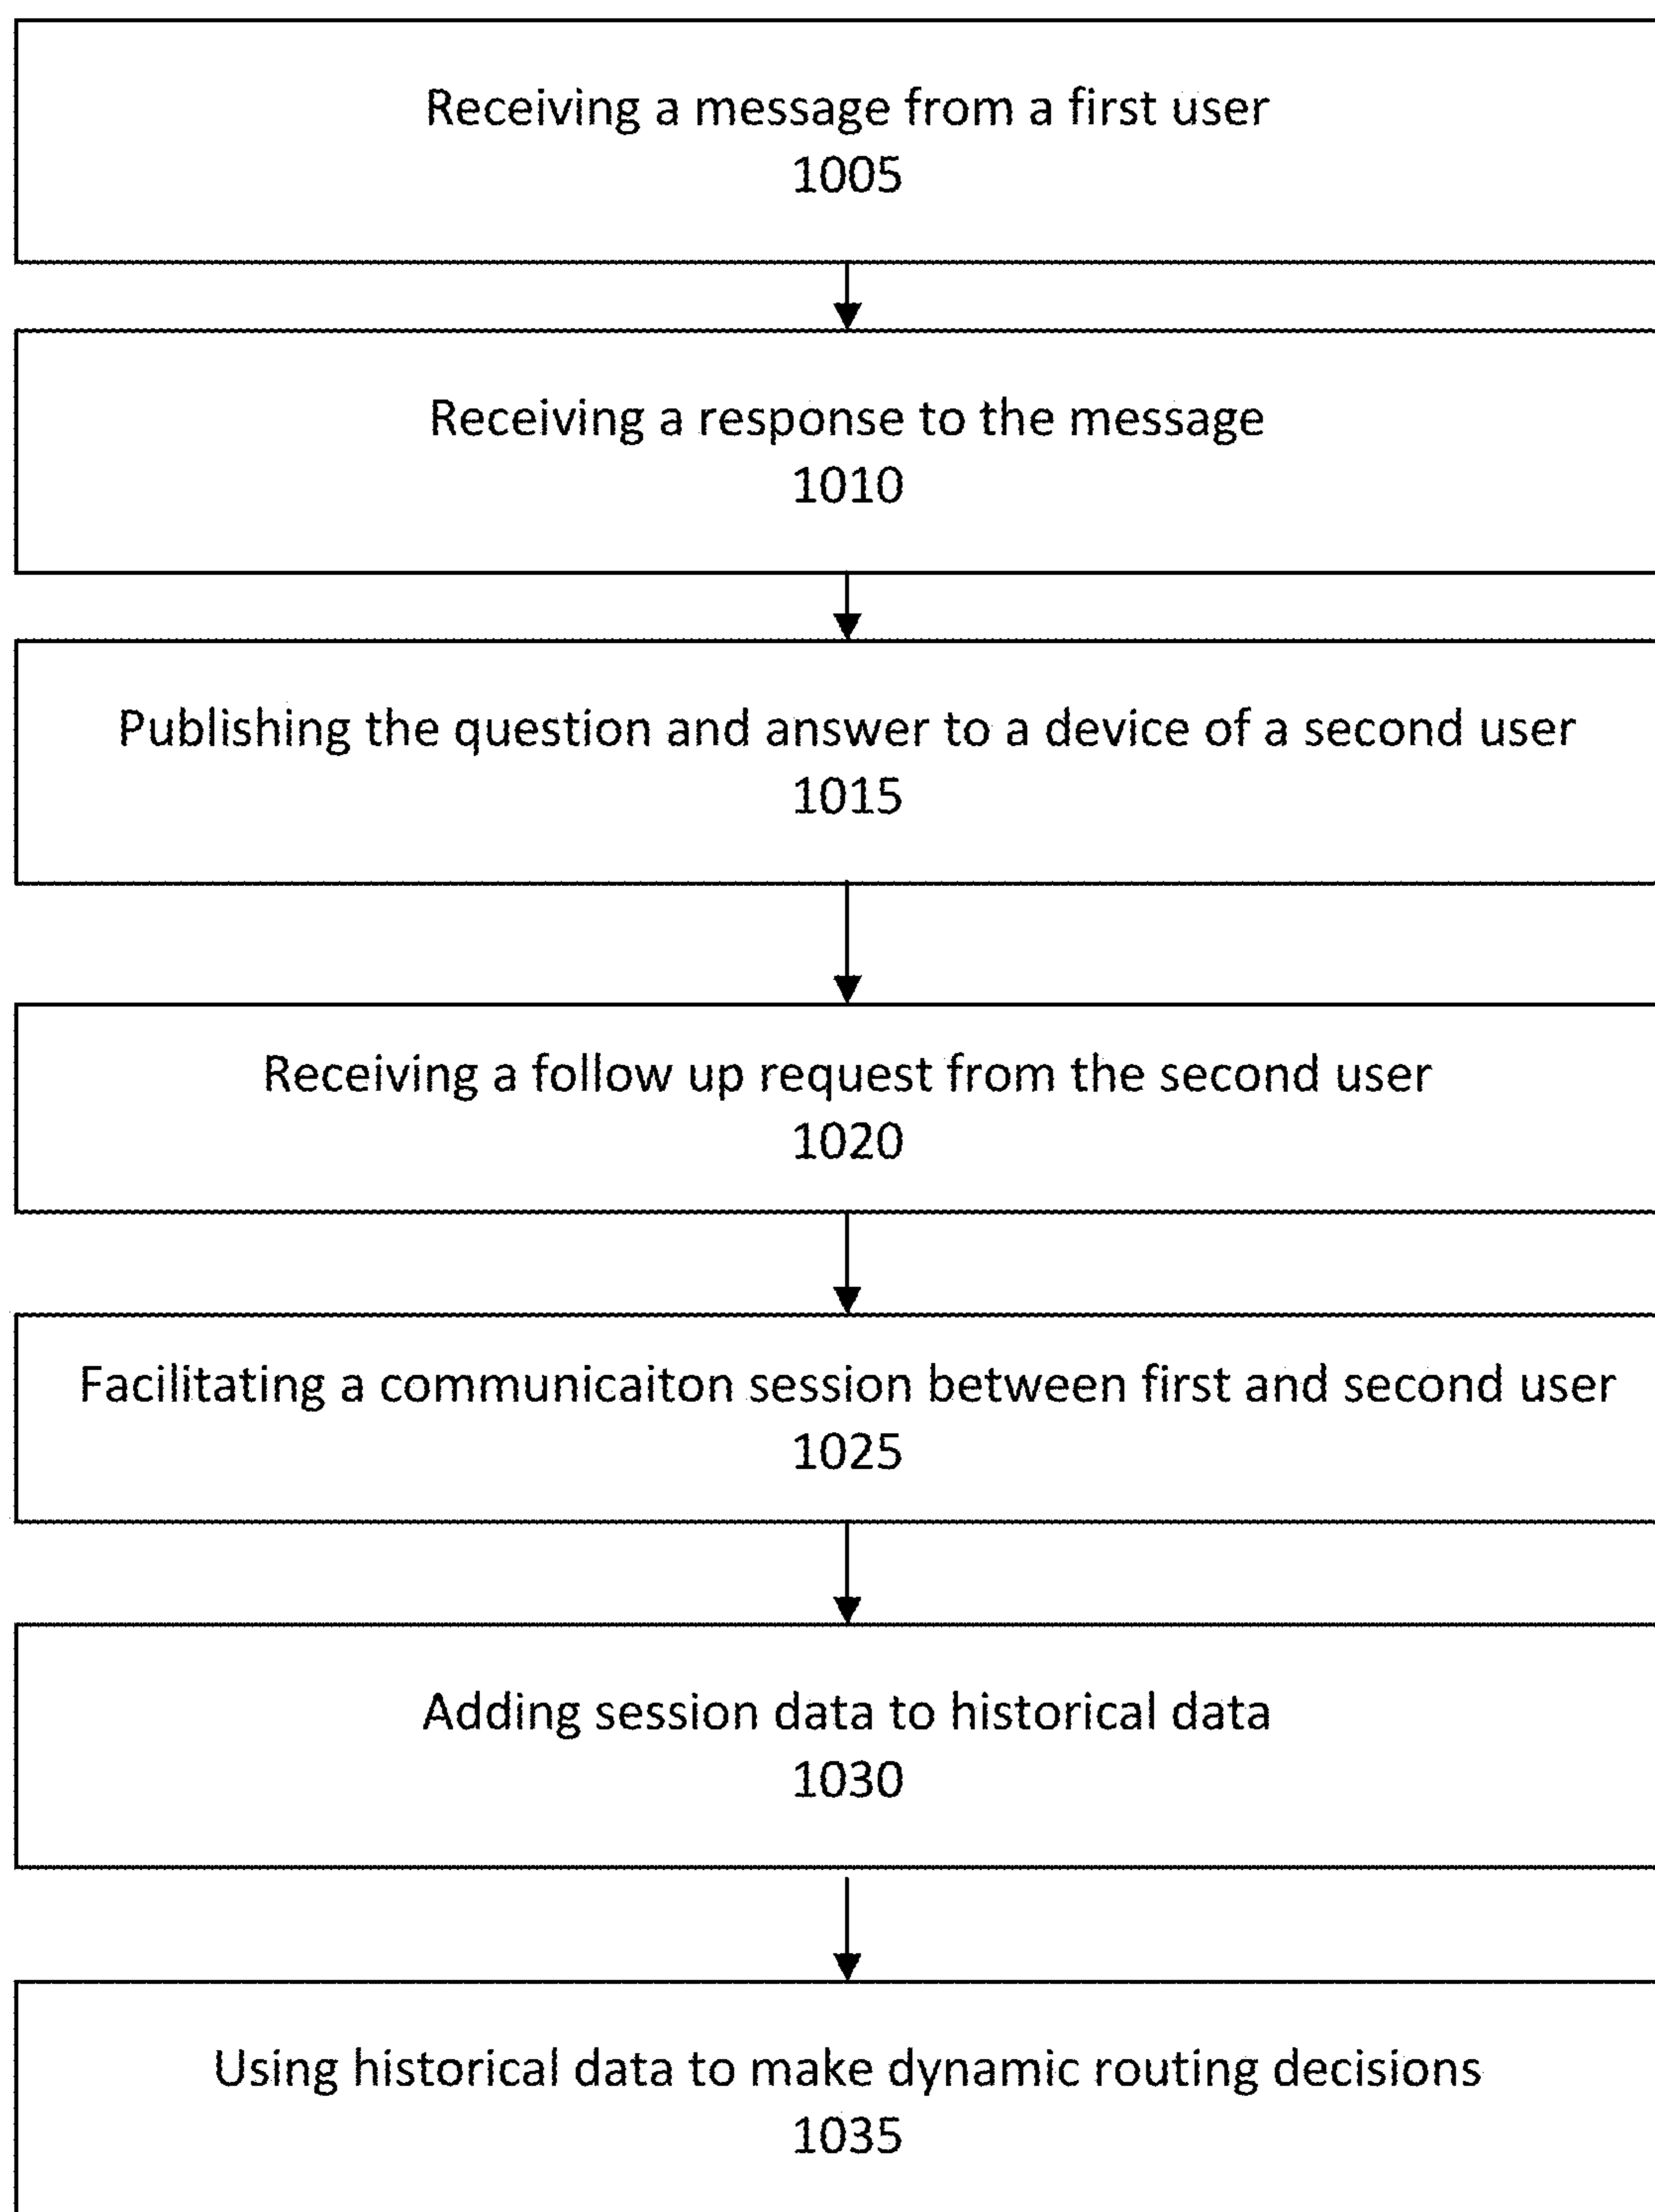 Receiving a message from a first user
1005
Receiving a response to the message
1010
Publishing the question and answer to a device of a second user
1015
Receiving a follow up request from the second user
1020
Facilitating a communicaiton session between first and second user
1025
Adding session data to historical data
1030
Using historical data to make dynamic routing decisions
1035